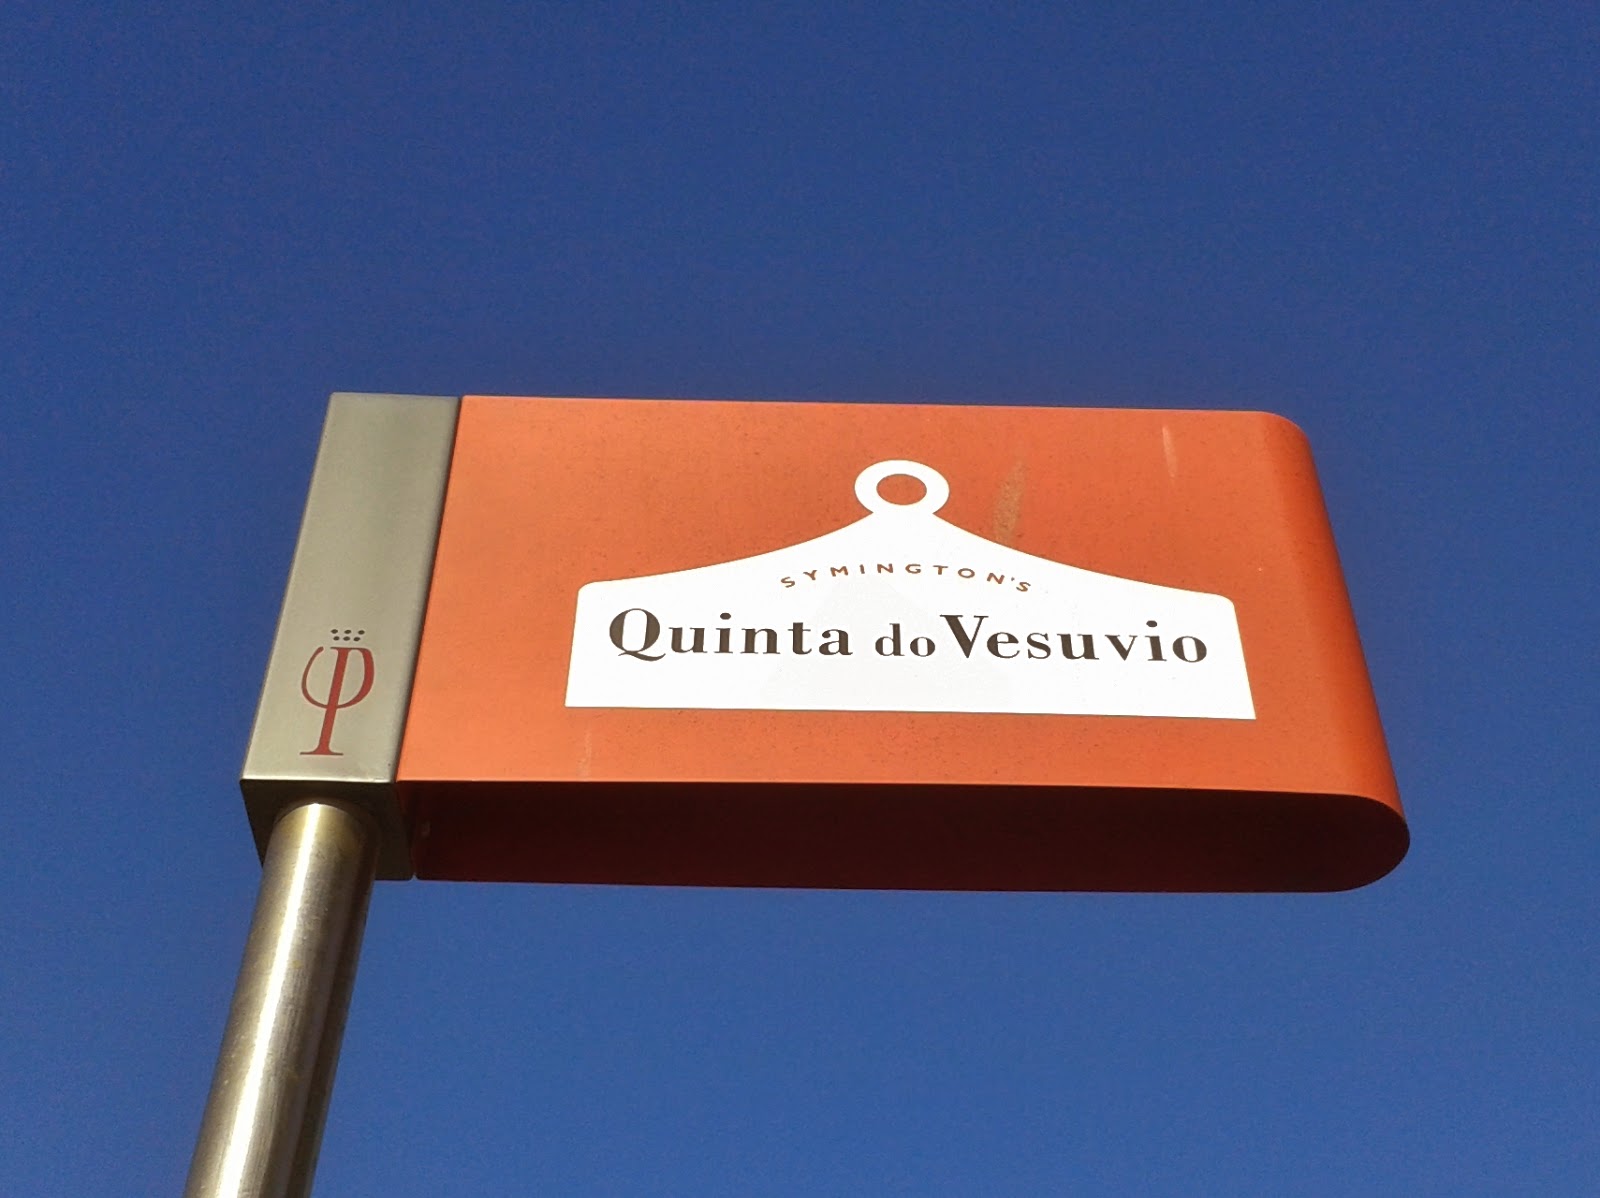 SYMINGTON'S
Quinta do Vesuvio
P